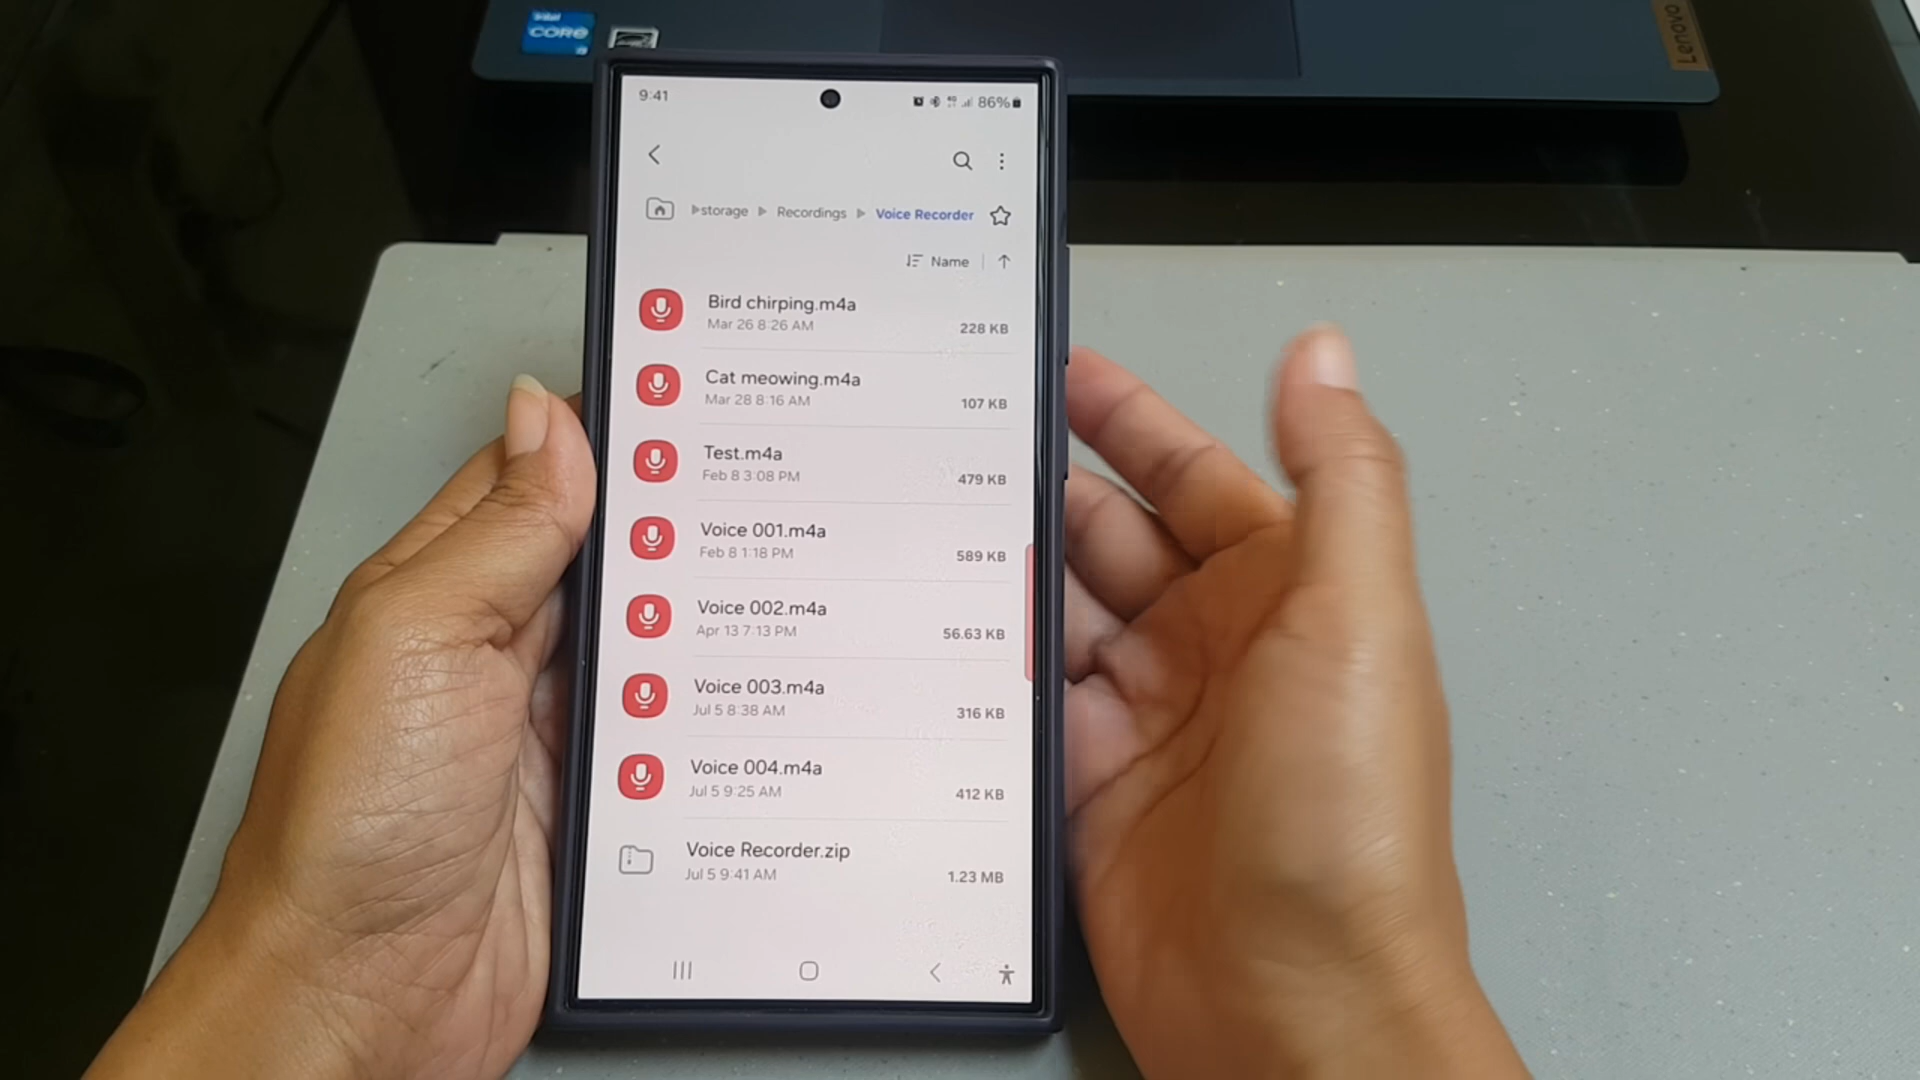 intel
CORE
i5
Lenovo
9:41
4G
86%
storage
Recordings
Voice Recorder
Name
Bird chirping.m4a
Mar 26 8:26 AM
228 KB
Cat meowing.m4a
Mar 28 8:16 AM
107 KB
Test.m4a
Feb 8 3:08 PM
479 KB
Voice 001.m4a
Feb 8 1:18 PM
589 KB
Voice 002.m4a
Apr 13 7:13 PM
56.63 KB
Voice 003.m4a
Jul 5 8:38 AM
316 KB
Voice 004.m4a
Jul 5 9:25 AM
412 KB
Voice Recorder.zip
Jul 5 9:41 AM
1.23 MB